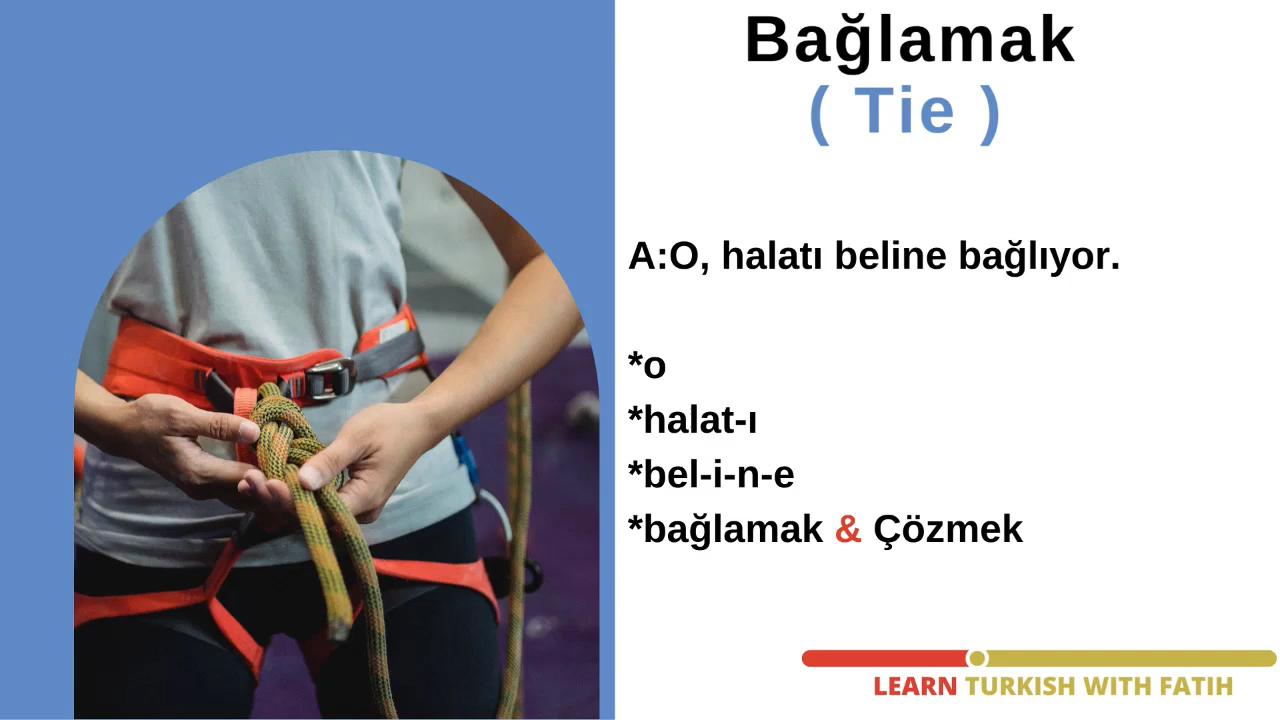 Bağlamak
( Tie )
A:O, halatı beline bağlıyor.
*o
*halat-ı
*bel-i-n-e
*bağlamak & Çözmek
LEARN TURKISH WITH FATIH